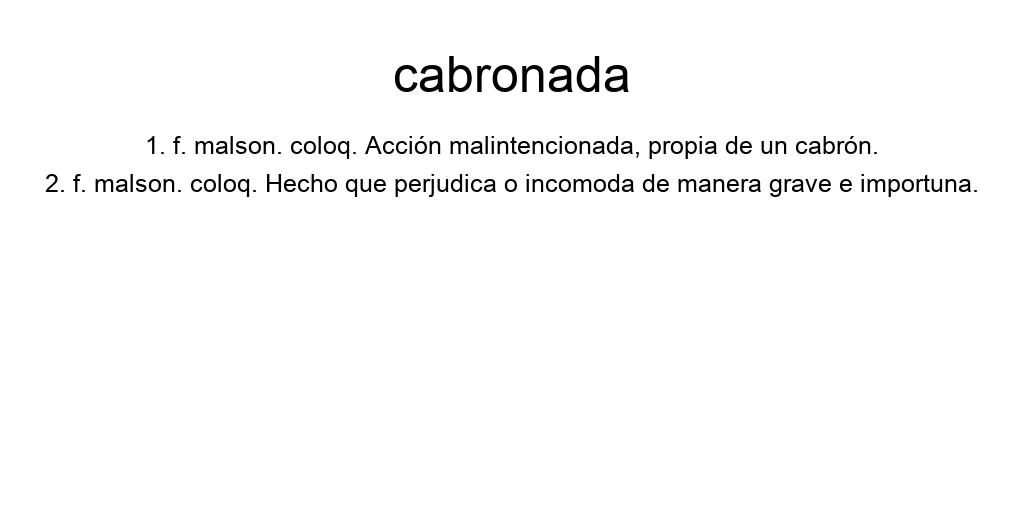 cabronada
1. f. malson. coloq. Acción malintencionada, propia de un cabrón.
2. f. malson. coloq. Hecho que perjudica o incomoda de manera grave e importuna.